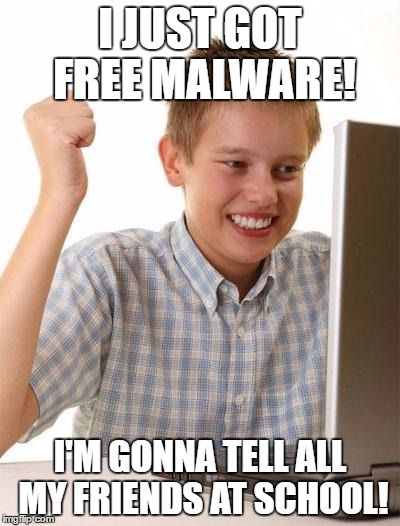 I JUST GOT
FREE MALWARE!
I'M GONNA TELL ALL
MY FRIENDS AT SCHOOL!
imgflip.com